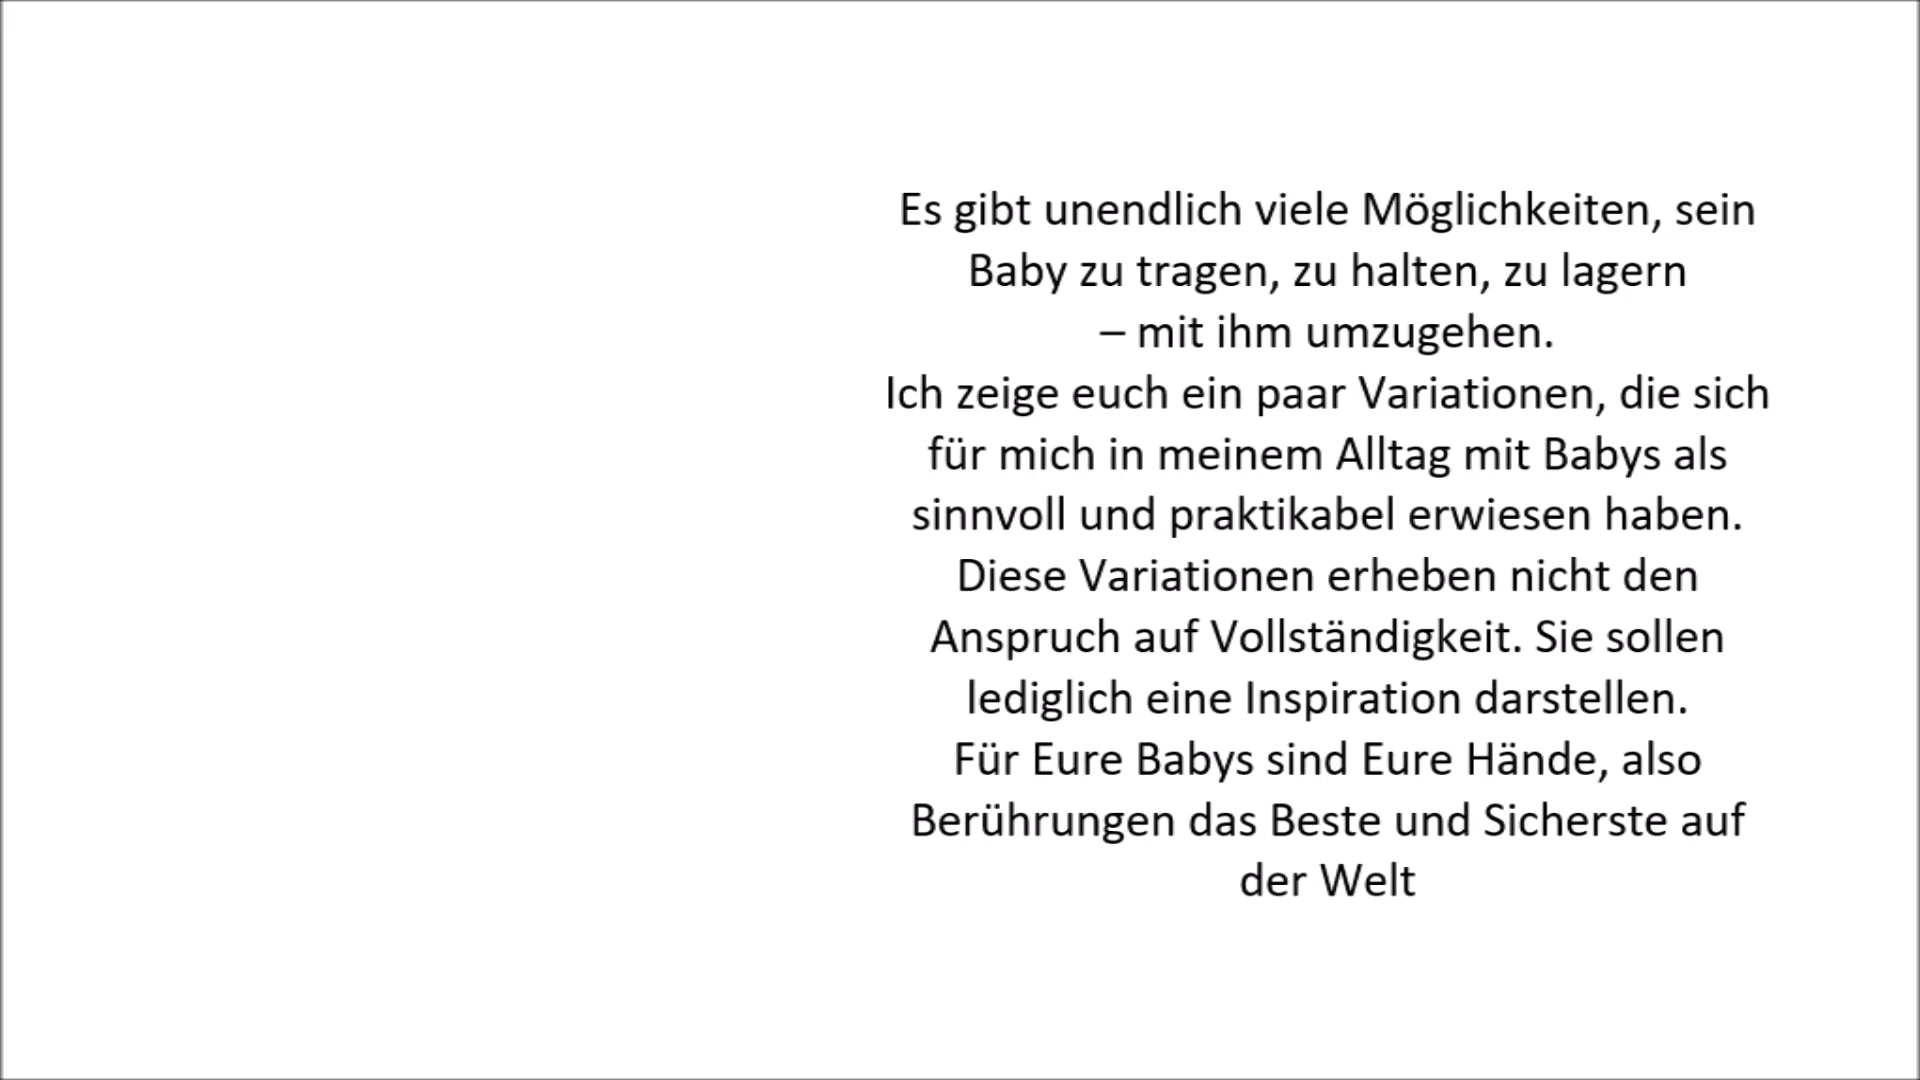 Es gibt unendlich viele Möglichkeiten, sein
Baby zu tragen, zu halten, zu lagern
– mit ihm umzugehen.
Ich zeige euch ein paar Variationen, die sich
für mich in meinem Alltag mit Babys als
sinnvoll und praktikabel erwiesen haben.
Diese Variationen erheben nicht den
Anspruch auf Vollständigkeit. Sie sollen
lediglich eine Inspiration darstellen.
Für Eure Babys sind Eure Hände, also
Berührungen das Beste und Sicherste auf
der Welt